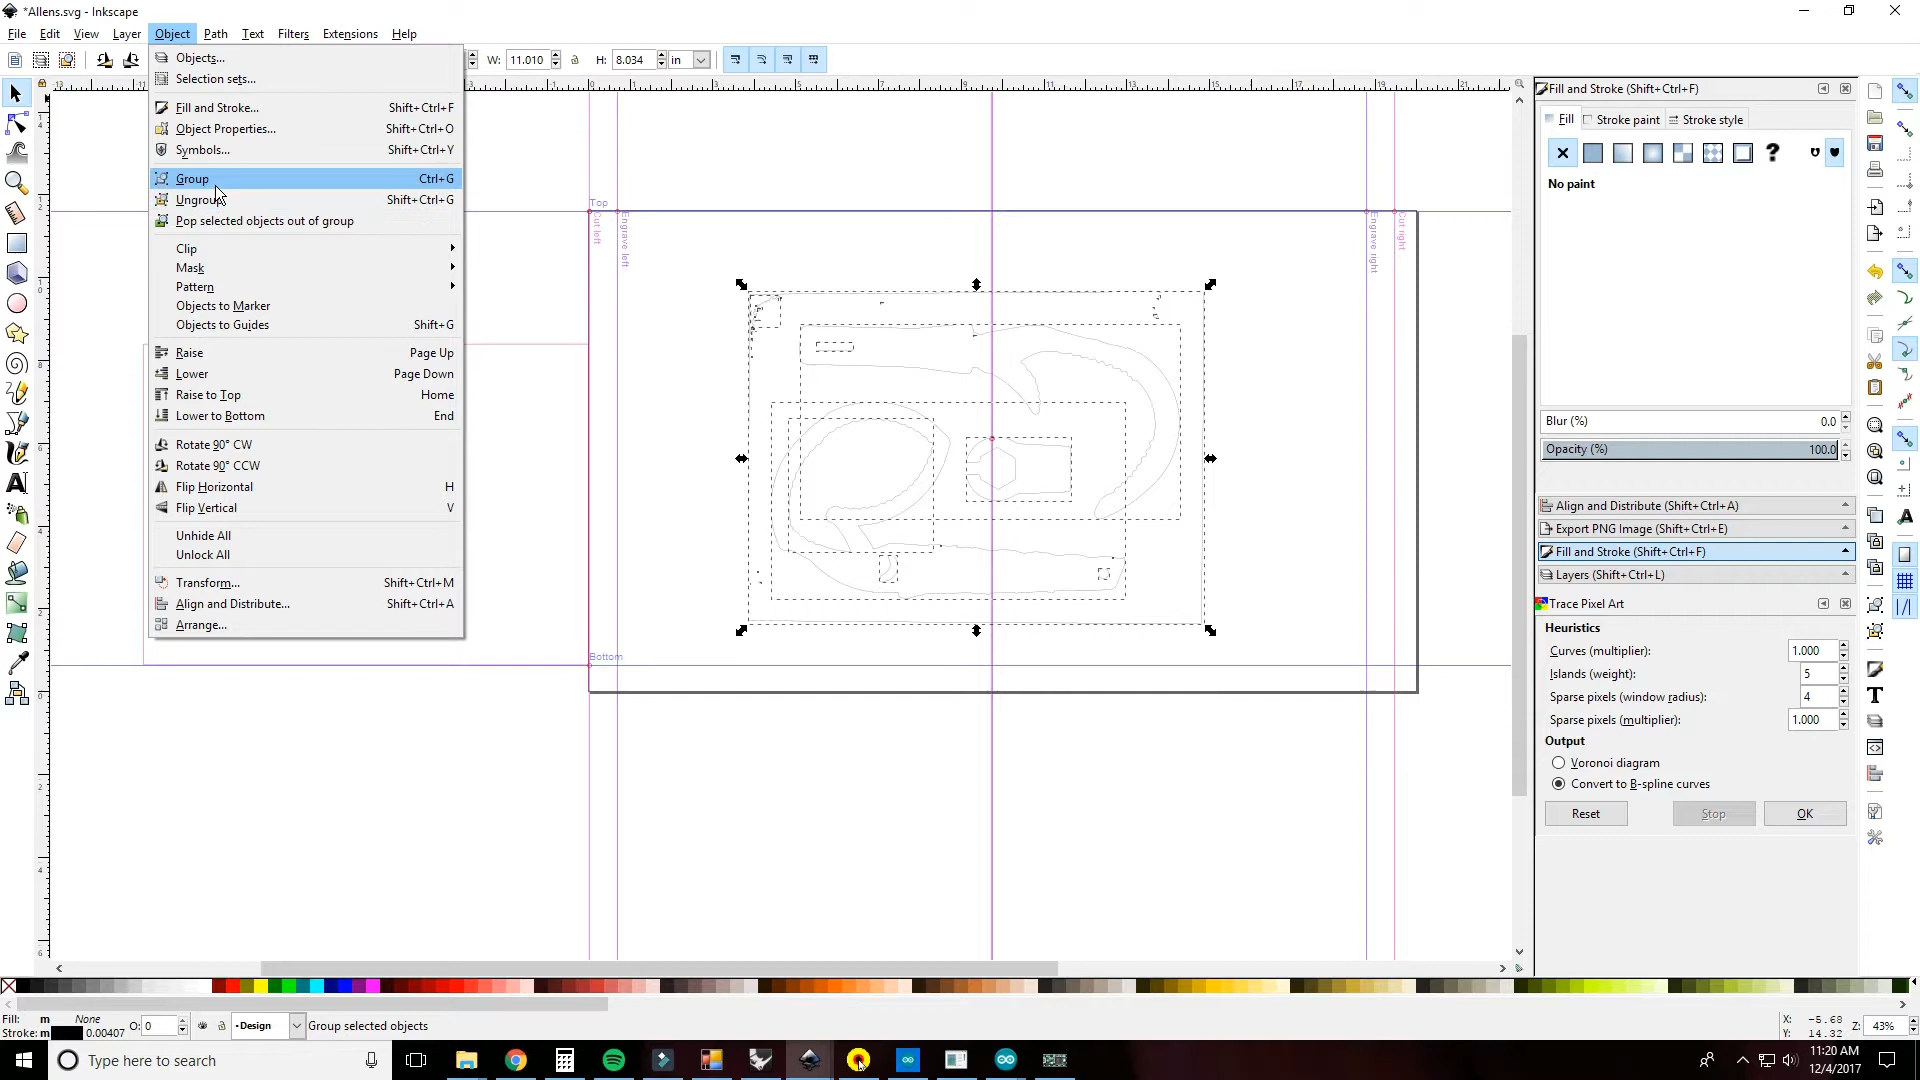 *Allens.svg - Inkscape
File Edit View Layer Object Path Text Filters Extensions Help
W: 11.010 H: 8.034 in
Objects...
Selection sets...
Fill and Stroke... Shift+Ctrl+F
Object Properties... Shift+Ctrl+O
Symbols... Shift+Ctrl+Y
Group Ctrl+G
Ungroup Shift+Ctrl+G
Pop selected objects out of group
Clip
Mask
Pattern
Objects to Marker
Objects to Guides Shift+G
Raise Page Up
Lower Page Down
Raise to Top Home
Lower to Bottom End
Rotate 90° CW
Rotate 90° CCW
Flip Horizontal H
Flip Vertical V
Unhide All
Unlock All
Transform... Shift+Ctrl+M
Align and Distribute... Shift+Ctrl+A
Arrange...
Top
Cut left
Engrave left
Engrave right
Cut right
Bottom
Fill and Stroke (Shift+Ctrl+F)
Fill Stroke paint Stroke style
No paint
Blur (%) 0.0
Opacity (%) 100.0
Align and Distribute (Shift+Ctrl+A)
Export PNG Image (Shift+Ctrl+E)
Fill and Stroke (Shift+Ctrl+F)
Layers (Shift+Ctrl+L)
Trace Pixel Art
Heuristics
Curves (multiplier): 1.000
Islands (weight): 5
Sparse pixels (window radius): 4
Sparse pixels (multiplier): 1.000
Output
Voronoi diagram
Convert to B-spline curves
Reset Stop OK
Fill: m None
Stroke: m 0.00407 O: 0 Design Group selected objects
X: -5.68
Y: 14.32 Z: 43%
Type here to search
11:20 AM
12/4/2017